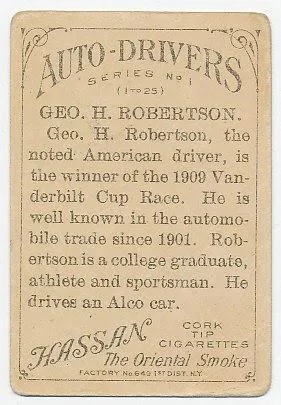 AUTO-DRIVERS
SERIES No 1
(1 TO 25)
GEO. H. ROBERTSON.
Geo. H. Robertson, the
noted American driver, is
the winner of the 1909 Van-
derbilt Cup Race. He is
well known in the automo-
bile trade since 1901. Rob-
ertson is a college graduate,
athlete and sportsman. He
drives an Alco car.
HASSAN
CORK
TIP
CIGARETTES
The Oriental Smoke
FACTORY No 649 1ST DIST. N.Y.